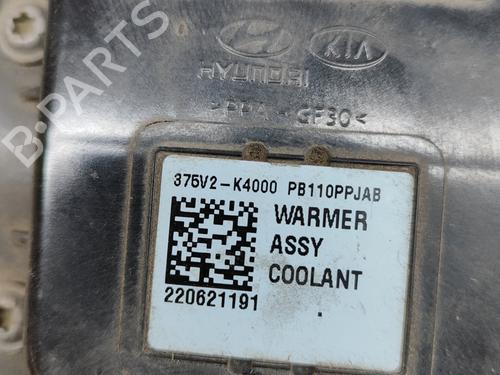 HYUNDAI
KIA
>PPA-GF30<
375V2-K4000 PB110PPJAB
WARMER
ASSY
COOLANT
220621191
B-PARTS